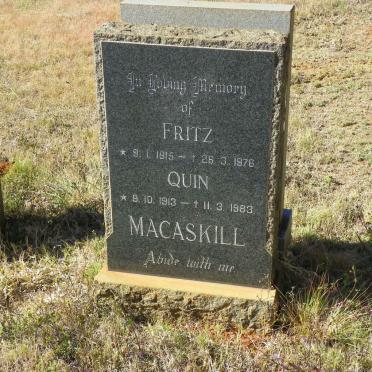 In Loving Memory
of
FRITZ
* 9. 1. 1915 – † 26. 3. 1976
QUIN
* 8. 10. 1913 – † 11. 3. 1983
MACASKILL
Abide with me